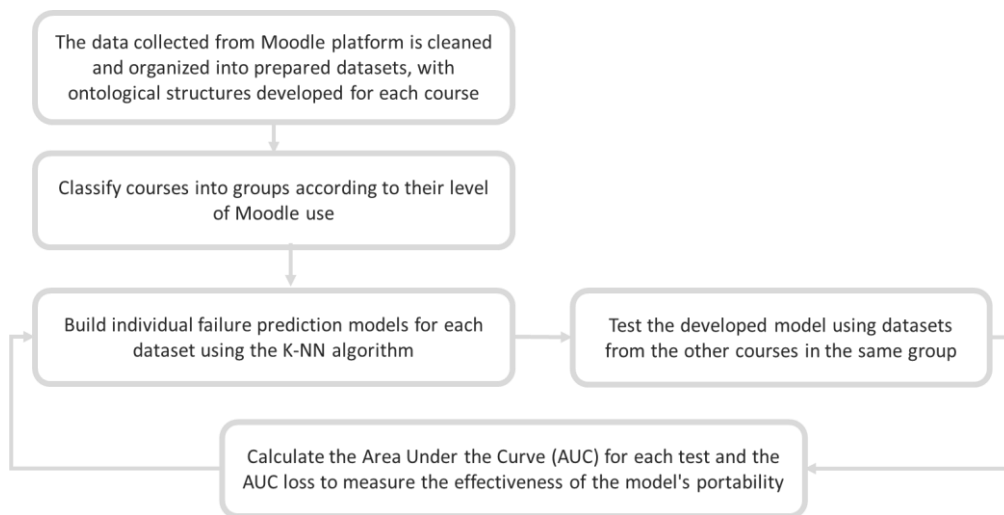 The data collected from Moodle platform is cleaned
and organized into prepared datasets, with
ontological structures developed for each course
Classify courses into groups according to their level
of Moodle use
Build individual failure prediction models for each
dataset using the K-NN algorithm
Test the developed model using datasets
from the other courses in the same group
Calculate the Area Under the Curve (AUC) for each test and the
AUC loss to measure the effectiveness of the model's portability